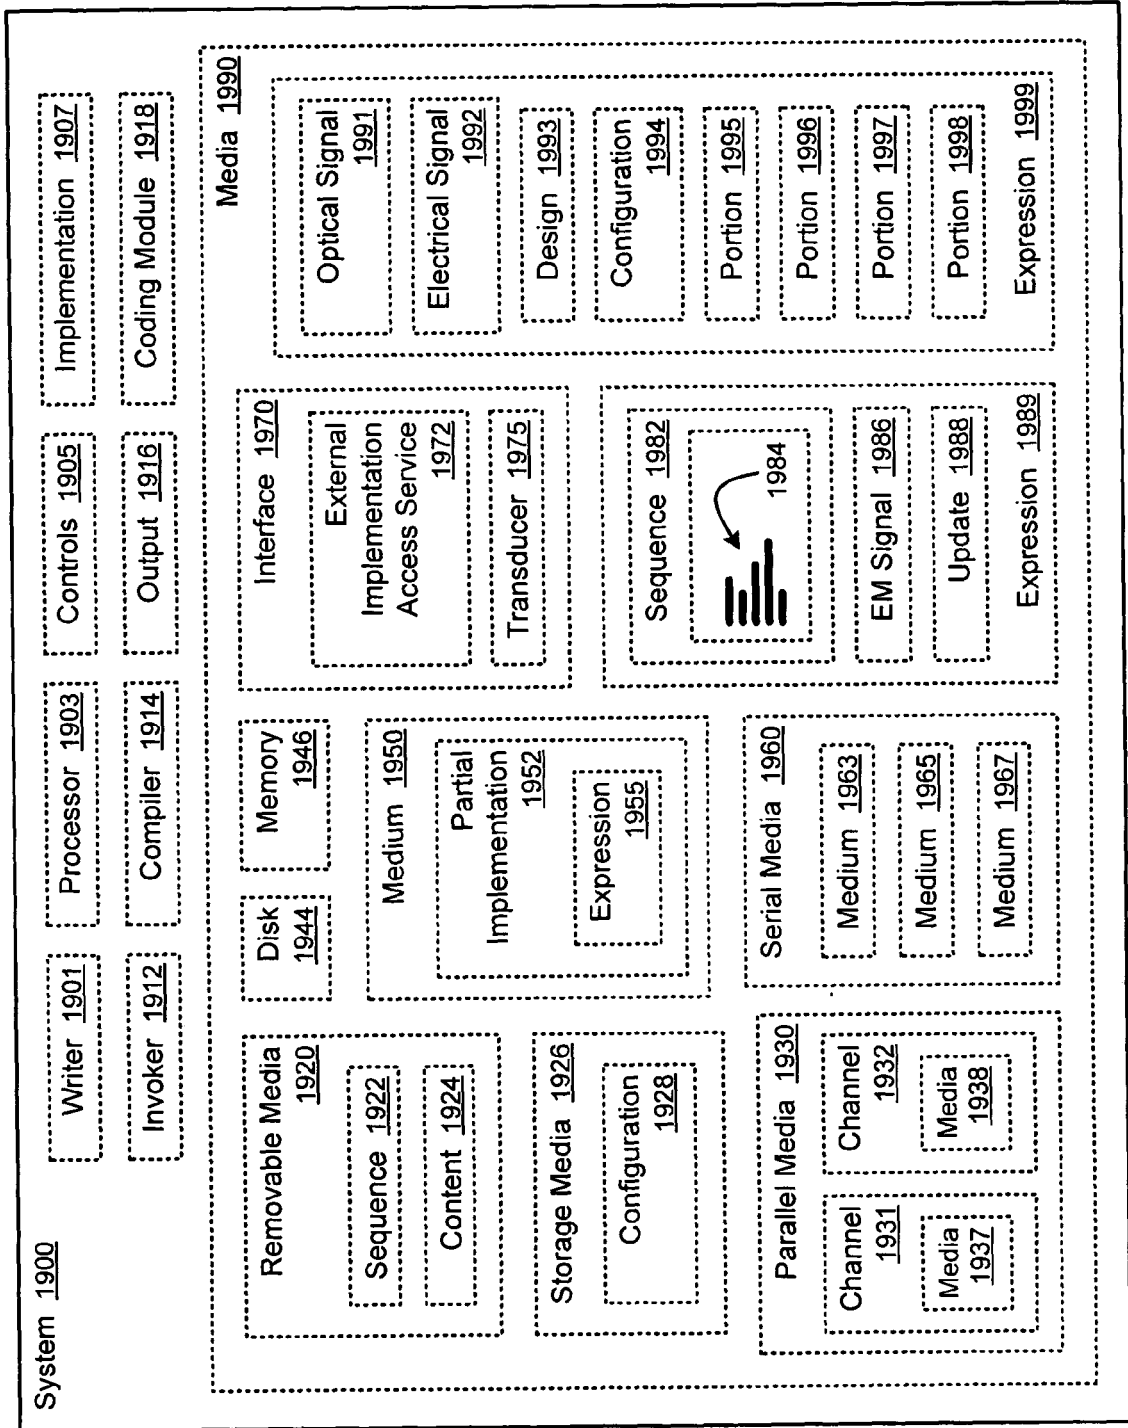 System 1900
Writer 1901
Processor 1903
Controls 1905
Implementation 1907
Invoker 1912
Compiler 1914
Output 1916
Coding Module 1918
Media 1990
Removable Media
1920
Sequence 1922
Content 1924
Storage Media 1926
Configuration
1928
Parallel Media 1930
Channel
1931
Media
1937
Channel
1932
Media
1938
Disk
1944
Memory
1946
Medium 1950
Partial
Implementation
1952
Expression
1955
Serial Media 1960
Medium 1963
Medium 1965
Medium 1967
Interface 1970
External
Implementation
Access Service
1972
Transducer 1975
Sequence 1982
1984
EM Signal 1986
Update 1988
Expression 1989
Optical Signal
1991
Electrical Signal
1992
Design 1993
Configuration
1994
Portion 1995
Portion 1996
Portion 1997
Portion 1998
Expression 1999